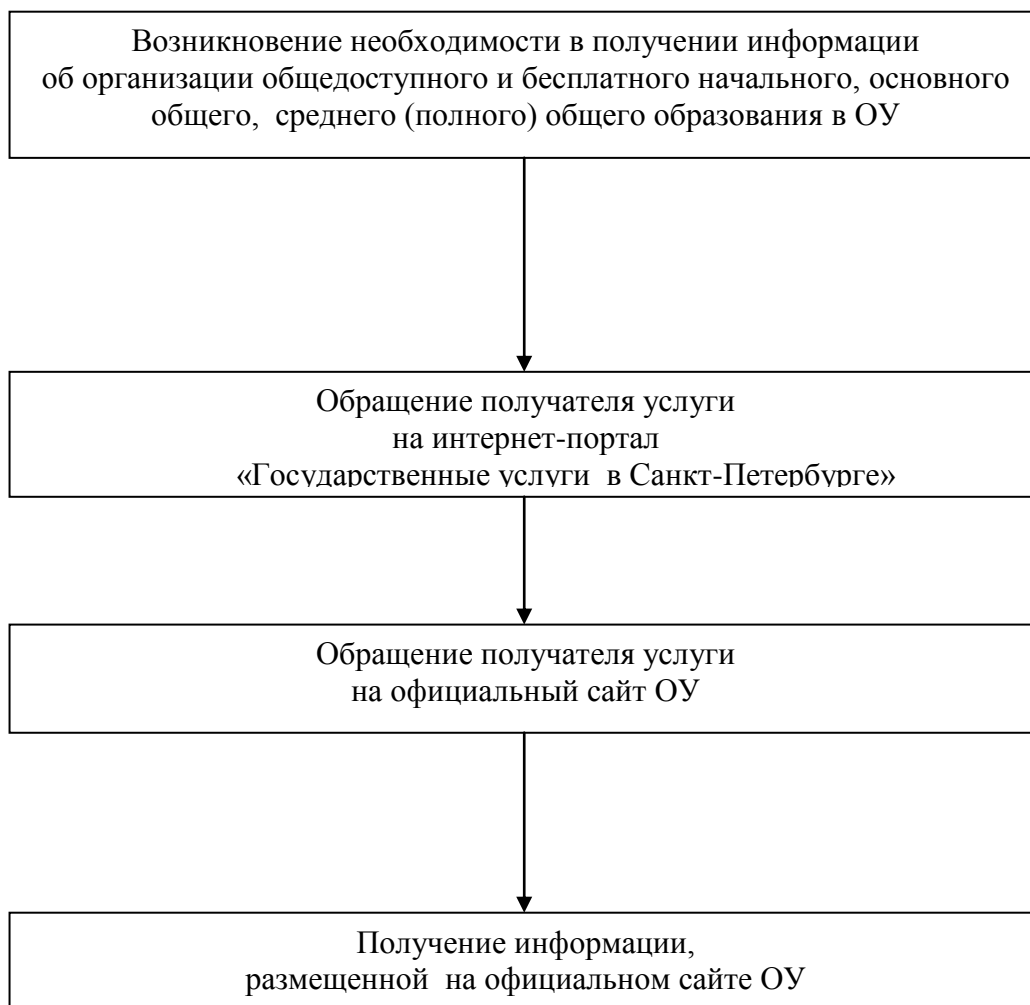 Возникновение необходимости в получении информации
об организации общедоступного и бесплатного начального, основного
общего,  среднего (полного) общего образования в ОУ
Обращение получателя услуги
на интернет-портал
«Государственные услуги  в Санкт-Петербурге»
Обращение получателя услуги
на официальный сайт ОУ
Получение информации,
размещенной  на официальном сайте ОУ